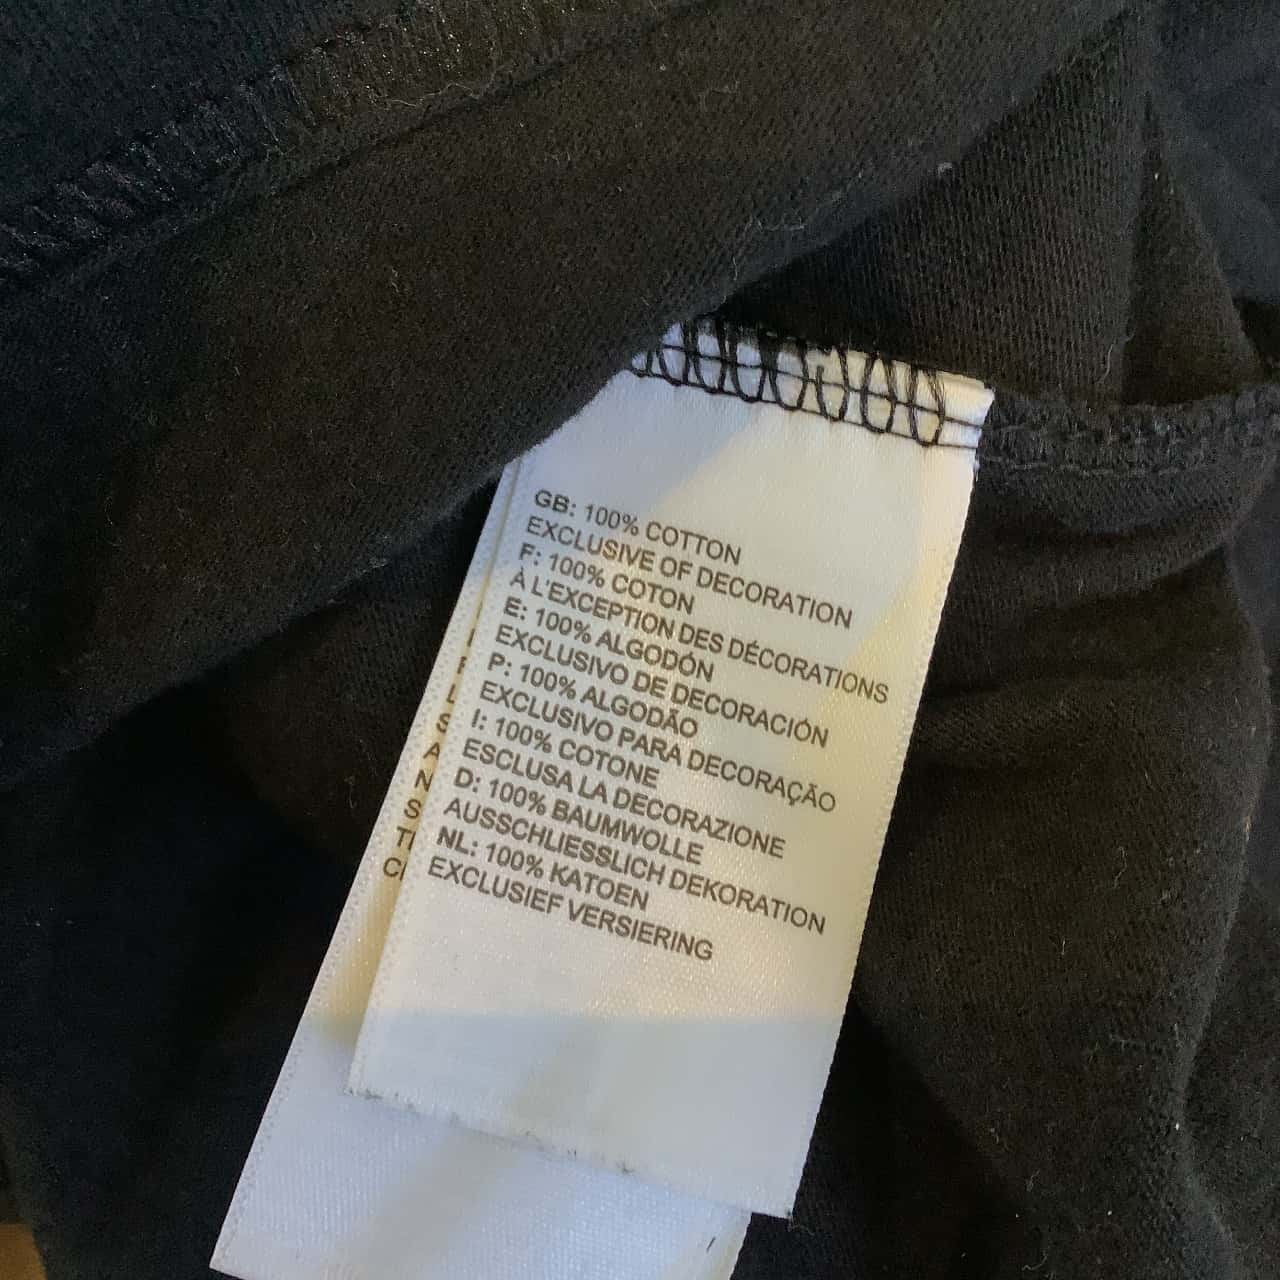 GB: 100% COTTON
EXCLUSIVE OF DECORATION
F: 100% COTON
À L'EXCEPTION DES DÉCORATIONS
E: 100% ALGODÓN
EXCLUSIVO DE DECORACIÓN
P: 100% ALGODÃO
EXCLUSIVO PARA DECORAÇÃO
I: 100% COTONE
ESCLUSA LA DECORAZIONE
D: 100% BAUMWOLLE
AUSSCHLIESSLICH DEKORATION
NL: 100% KATOEN
EXCLUSIEF VERSIERING